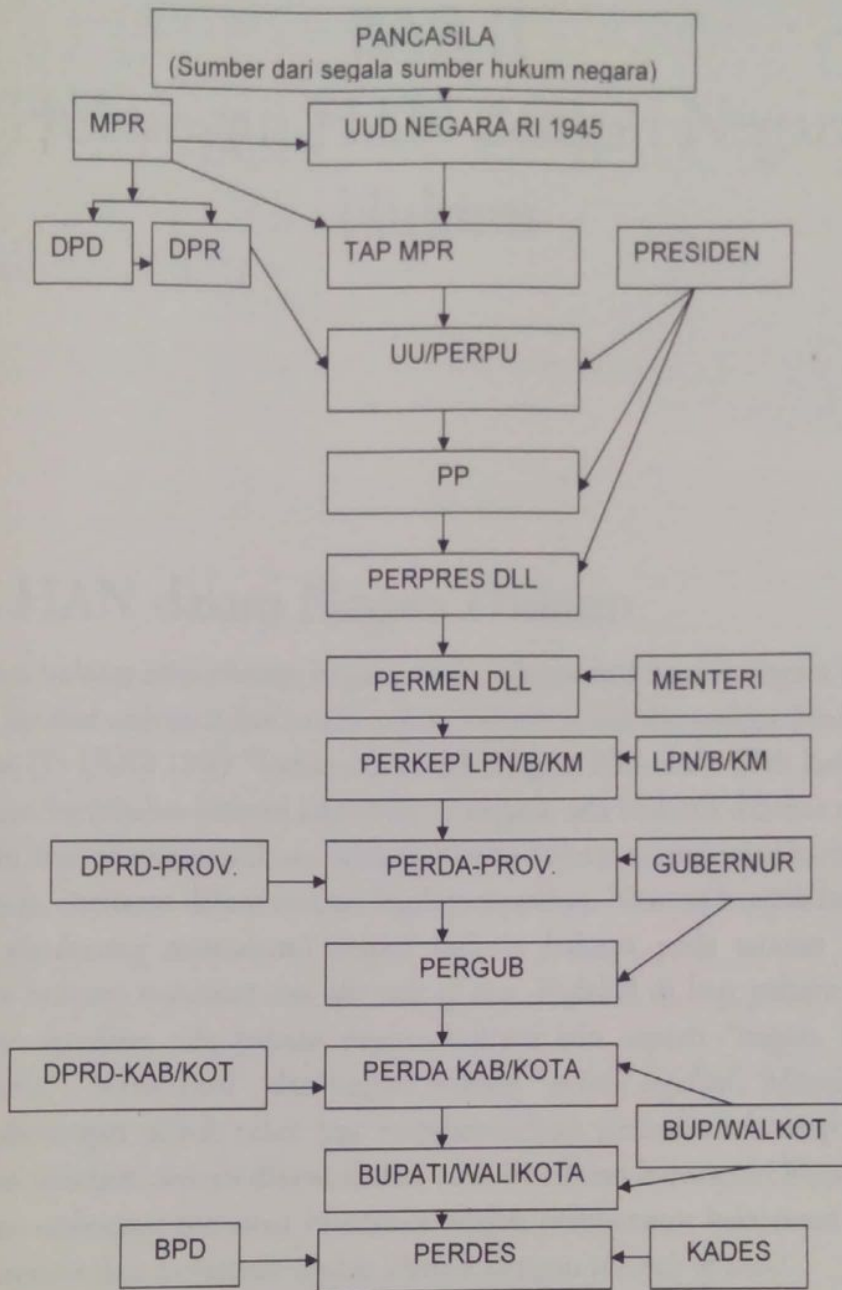 PANCASILA
(Sumber dari segala sumber hukum negara)
MPR
UUD NEGARA RI 1945
DPD
DPR
TAP MPR
PRESIDEN
UU/PERPU
PP
PERPRES DLL
PERMEN DLL
MENTERI
PERKEP LPN/B/KM
LPN/B/KM
DPRD-PROV.
PERDA-PROV.
GUBERNUR
PERGUB
DPRD-KAB/KOT
PERDA KAB/KOTA
BUP/WALKOT
BUPATI/WALIKOTA
BPD
PERDES
KADES